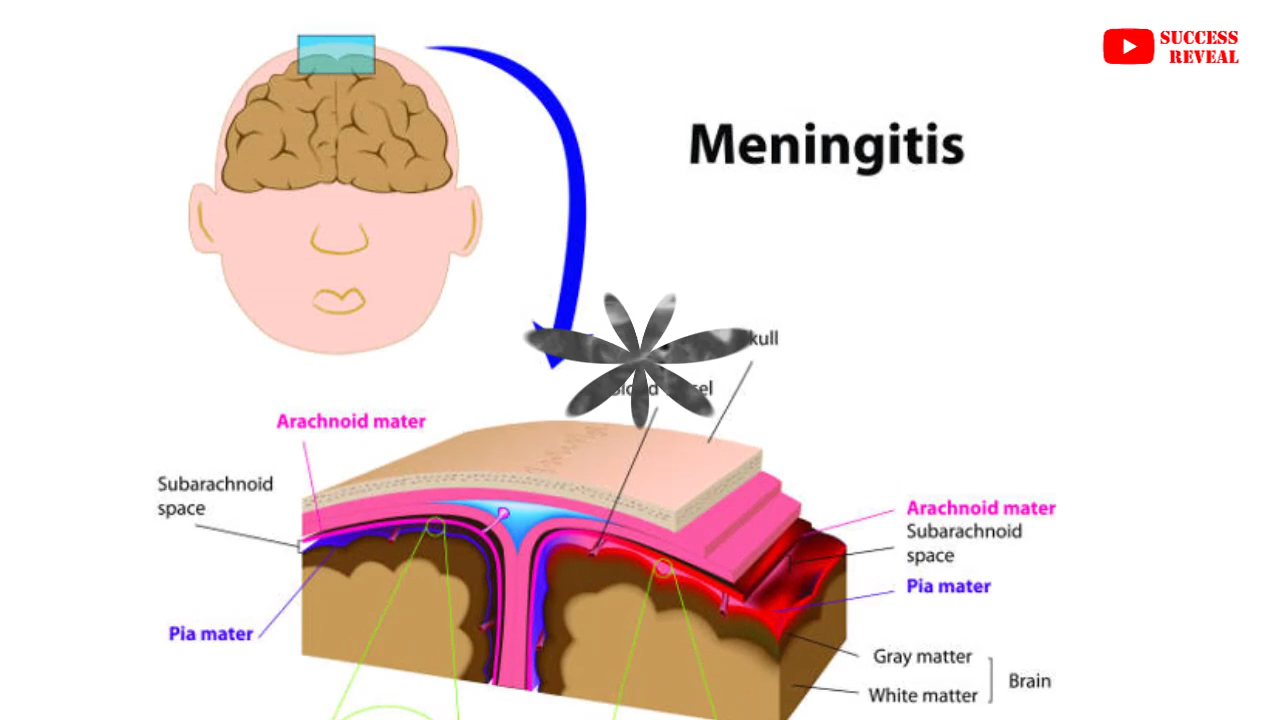 SUCCESS
REVEAL
Meningitis
Arachnoid mater
Subarachnoid
space
Pia mater
Arachnoid mater
Subarachnoid
space
Pia mater
Gray matter
White matter
Brain